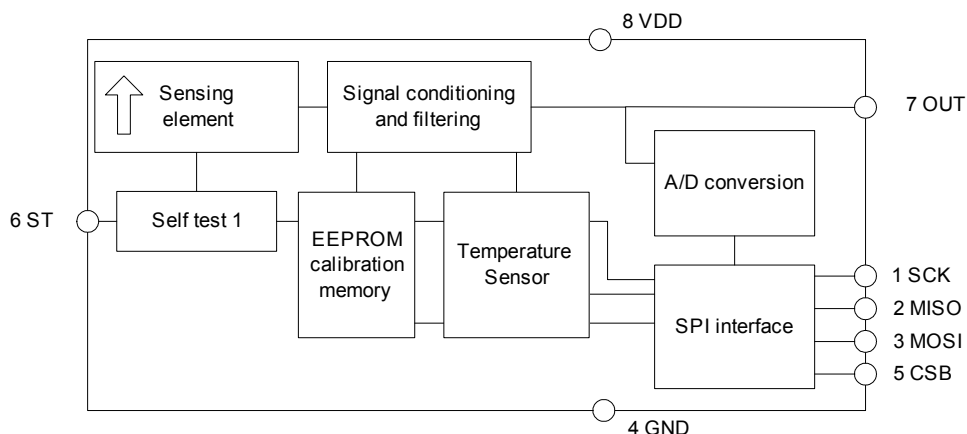 8 VDD
Sensing
element
Signal conditioning
and filtering
7 OUT
A/D conversion
6 ST
Self test 1
EEPROM
calibration
memory
Temperature
Sensor
SPI interface
1 SCK
2 MISO
3 MOSI
5 CSB
4 GND